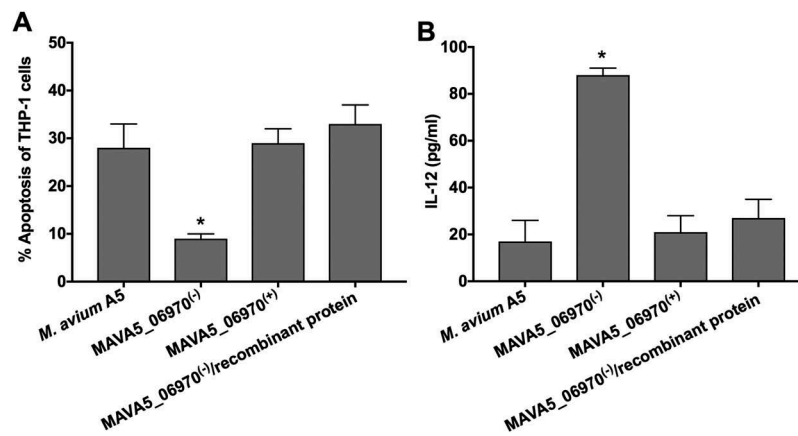 A
% Apoptosis of THP-1 cells
50
40
30
20
10
0
*
M. avium A5
MAVA5_06970(-)
MAVA5_06970(+)
MAVA5_06970(-)/recombinant protein
B
IL-12 (pg/ml)
100
80
60
40
20
0
*
M. avium A5
MAVA5_06970(-)
MAVA5_06970(+)
MAVA5_06970(-)/recombinant protein